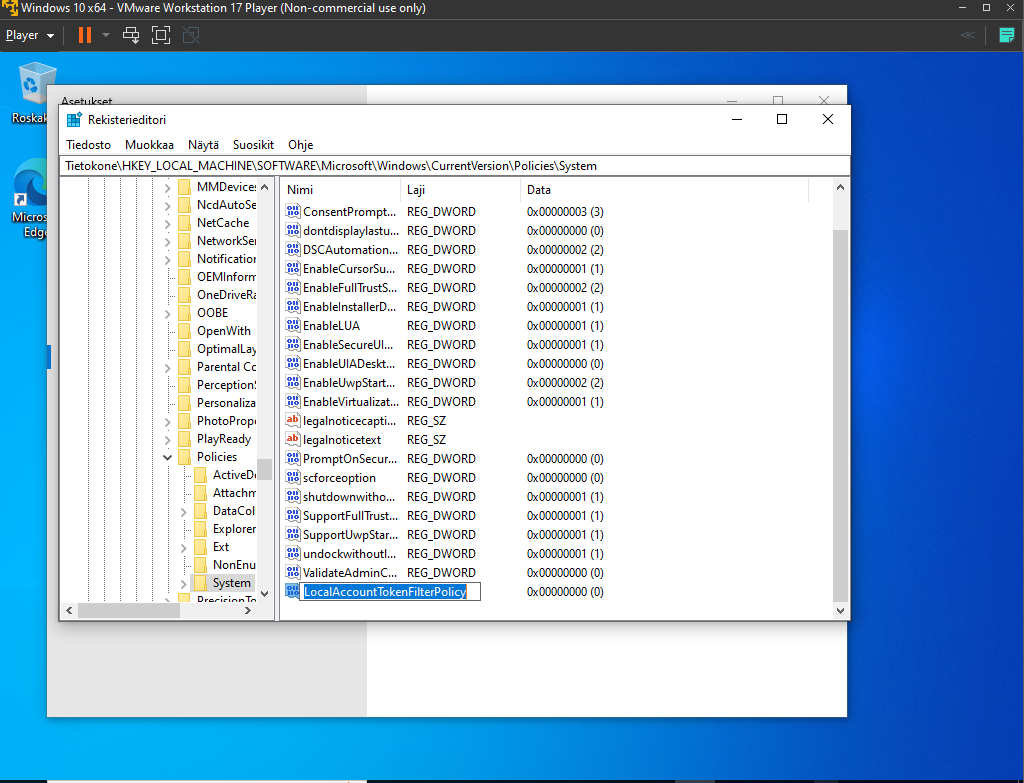 Windows 10 x64 - VMware Workstation 17 Player (Non-commercial use only)
Player
Asetukset
Rekisterieditori
Tiedosto Muokkaa Näytä Suosikit Ohje
Tietokone\HKEY_LOCAL_MACHINE\SOFTWARE\Microsoft\Windows\CurrentVersion\Policies\System
Roskak
Micros
Edge
MMDevices
NcdAutoSe
NetCache
NetworkSer
Notification
OEMInform
OneDriveRa
OOBE
OpenWith
OptimalLay
Parental Co
PerceptionS
Personaliza
PhotoPrope
PlayReady
Policies
ActiveDe
Attachm
DataCol
Explorer
Ext
NonEnu
System
PrecisionTo
Nimi Laji Data
ConsentPrompt... REG_DWORD 0x00000003 (3)
dontdisplaylastu... REG_DWORD 0x00000000 (0)
DSCAutomation... REG_DWORD 0x00000002 (2)
EnableCursorSu... REG_DWORD 0x00000001 (1)
EnableFullTrustS... REG_DWORD 0x00000002 (2)
EnableInstallerD... REG_DWORD 0x00000001 (1)
EnableLUA REG_DWORD 0x00000001 (1)
EnableSecureUI... REG_DWORD 0x00000001 (1)
EnableUIADeskt... REG_DWORD 0x00000000 (0)
EnableUwpStart... REG_DWORD 0x00000002 (2)
EnableVirtualizat... REG_DWORD 0x00000001 (1)
legalnoticecapti... REG_SZ
legalnoticetext REG_SZ
PromptOnSecur... REG_DWORD 0x00000000 (0)
scforceoption REG_DWORD 0x00000000 (0)
shutdownwitho... REG_DWORD 0x00000001 (1)
SupportFullTrust... REG_DWORD 0x00000001 (1)
SupportUwpStar... REG_DWORD 0x00000001 (1)
undockwithoutl... REG_DWORD 0x00000001 (1)
ValidateAdminC... REG_DWORD 0x00000000 (0)
LocalAccountTokenFilterPolicy 0x00000000 (0)